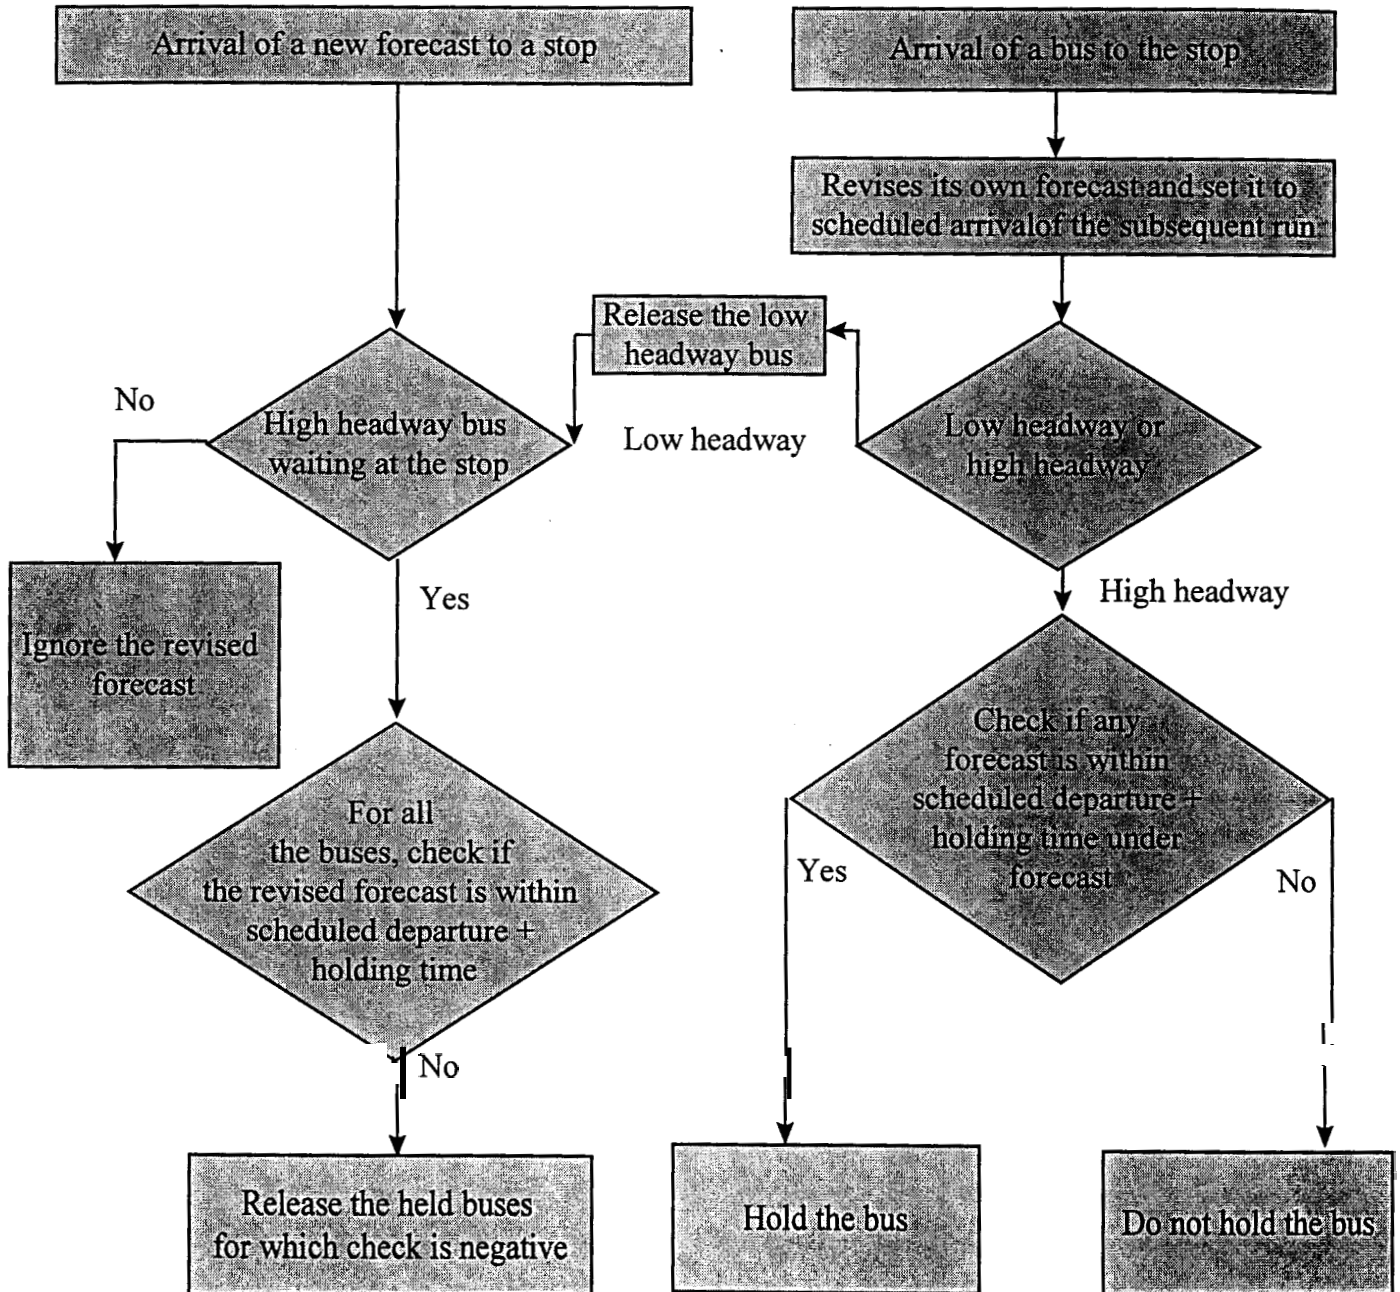 Arrival of a new forecast to a stop
Arrival of a bus to the stop
Revises its own forecast and set it to
scheduled arrivalof the subsequent run
Release the low
headway bus
No
High headway bus
waiting at the stop
Low headway
Low headway or
high headway
Yes
High headway
Ignore the revised
forecast
Check if any
forecast is within
scheduled departure +
holding time under
forecast
For all
the buses, check if
the revised forecast is within
scheduled departure +
holding time
Yes
No
No
Release the held buses
for which check is negative
Hold the bus
Do not hold the bus